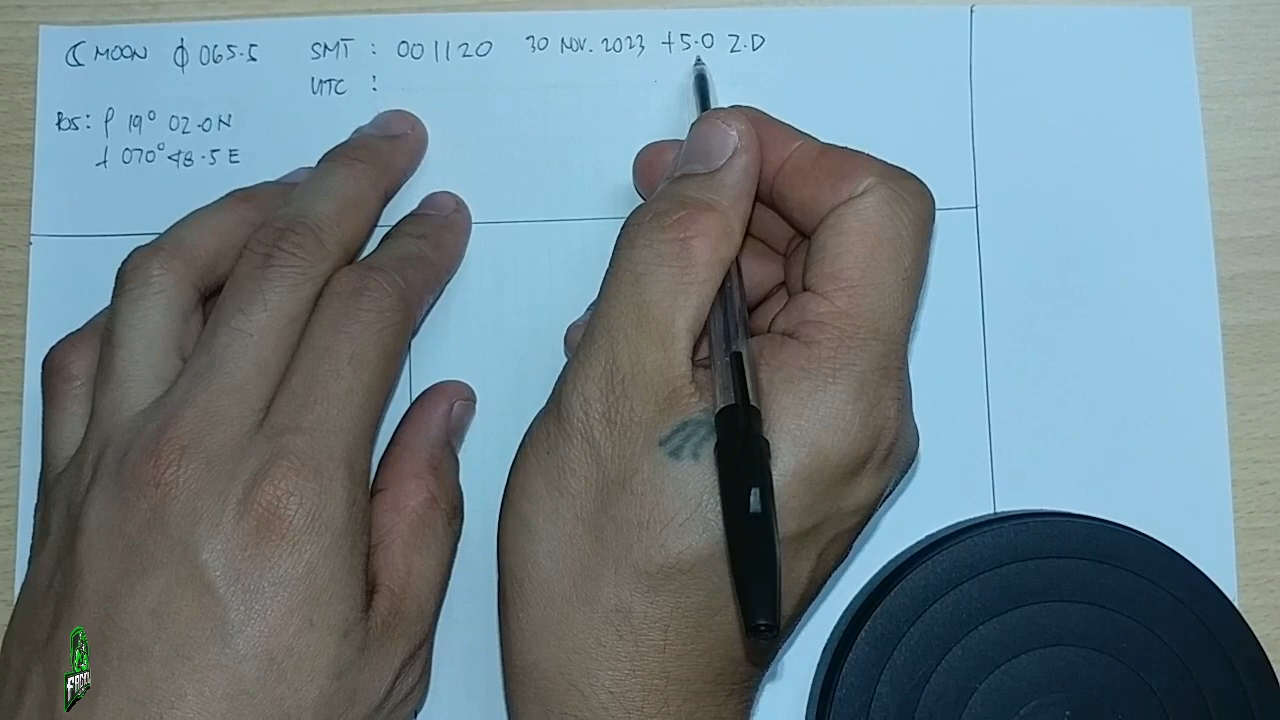 ☾ MOON ϕ 065.5 SMT : 001120 30 NOV. 2023 +5.0 Z.D
UTC :
Pos: φ 19° 02.0N
λ 070° 48.5 E